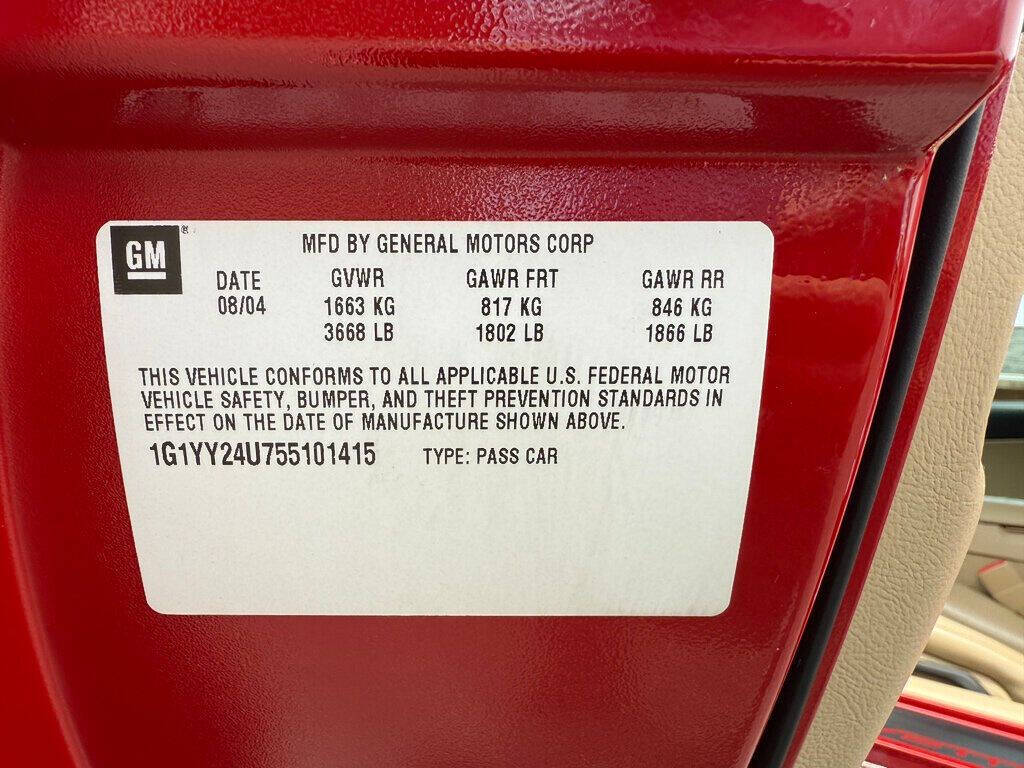 GM®
MFD BY GENERAL MOTORS CORP
DATE GVWR GAWR FRT GAWR RR
08/04 1663 KG 817 KG 846 KG
3668 LB 1802 LB 1866 LB
THIS VEHICLE CONFORMS TO ALL APPLICABLE U.S. FEDERAL MOTOR
VEHICLE SAFETY, BUMPER, AND THEFT PREVENTION STANDARDS IN
EFFECT ON THE DATE OF MANUFACTURE SHOWN ABOVE.
1G1YY24U755101415 TYPE: PASS CAR